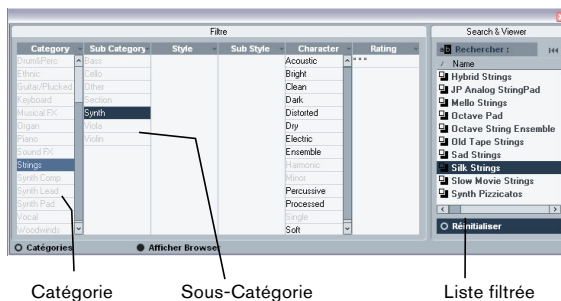 Filtre
Search & Viewer
Category Sub Category Style Sub Style Character Rating
Rechercher :
Drum&Perc Bass Acoustic
Name
Ethnic Cello Bright
Hybrid Strings
Guitar/Plucked Other Clean
JP Analog StringPad
Keyboard Section Dark
Mello Strings
Musical FX Synth Distorted
Octave Pad
Organ Viola Dry
Octave String Ensemble
Piano Violin Electric
Old Tape Strings
Sound FX Ensemble
Sad Strings
Strings Harmonic
Silk Strings
Synth Comp Minor
Slow Movie Strings
Synth Lead Percussive
Synth Pizzicatos
Synth Pad Processed
Vocal Single
Réinitialiser
Woodwinds Soft
Catégories Afficher Browser
Catégorie Sous-Catégorie Liste filtrée